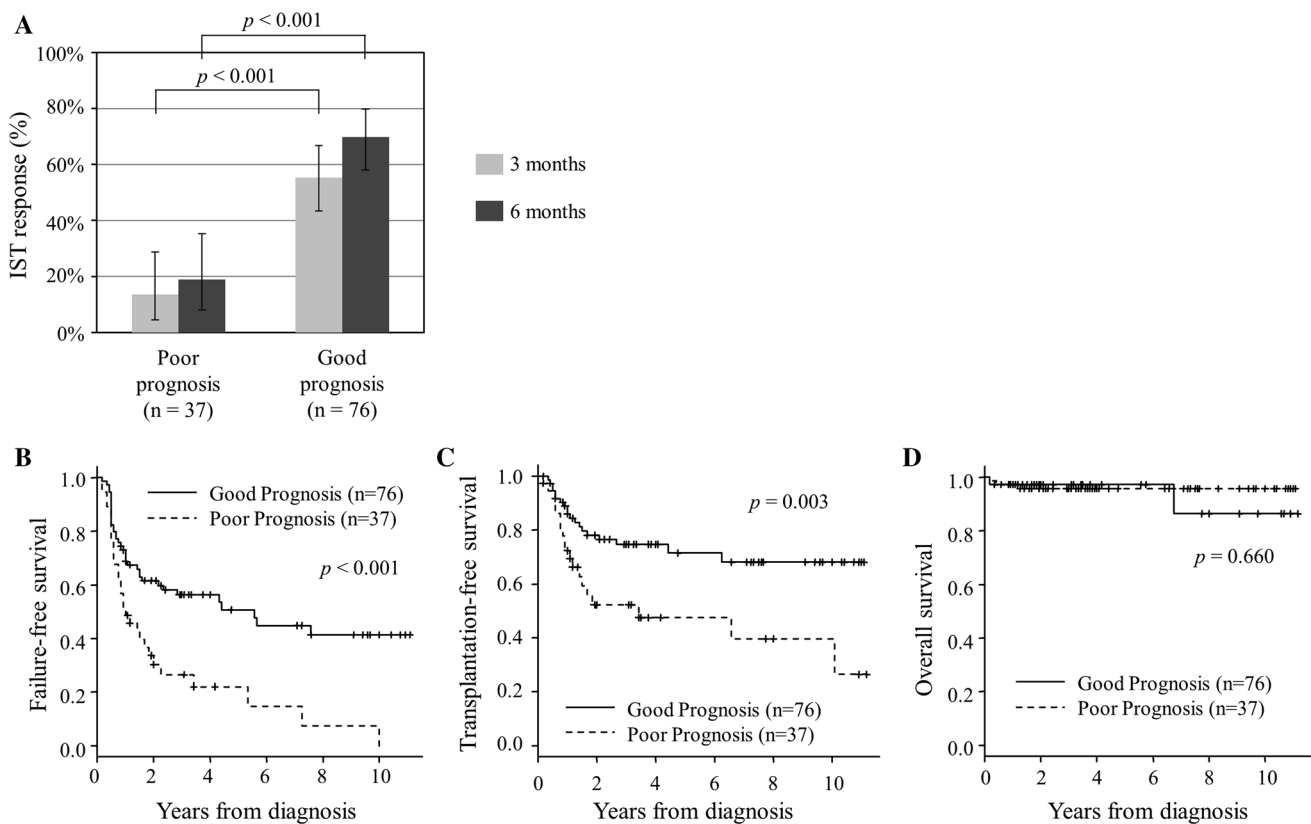 A
p < 0.001
p < 0.001
100%
80%
60%
40%
20%
0%
IST response (%)
Poor
prognosis
(n = 37)
Good
prognosis
(n = 76)
3 months
6 months
B
1.0
0.8
0.6
0.4
0.2
0.0
Failure-free survival
Good Prognosis (n=76)
Poor Prognosis (n=37)
p < 0.001
0 2 4 6 8 10
Years from diagnosis
C
1.0
0.8
0.6
0.4
0.2
0.0
Transplantation-free survival
p = 0.003
Good Prognosis (n=76)
Poor Prognosis (n=37)
0 2 4 6 8 10
Years from diagnosis
D
1.0
0.8
0.6
0.4
0.2
0.0
Overall survival
p = 0.660
Good Prognosis (n=76)
Poor Prognosis (n=37)
0 2 4 6 8 10
Years from diagnosis